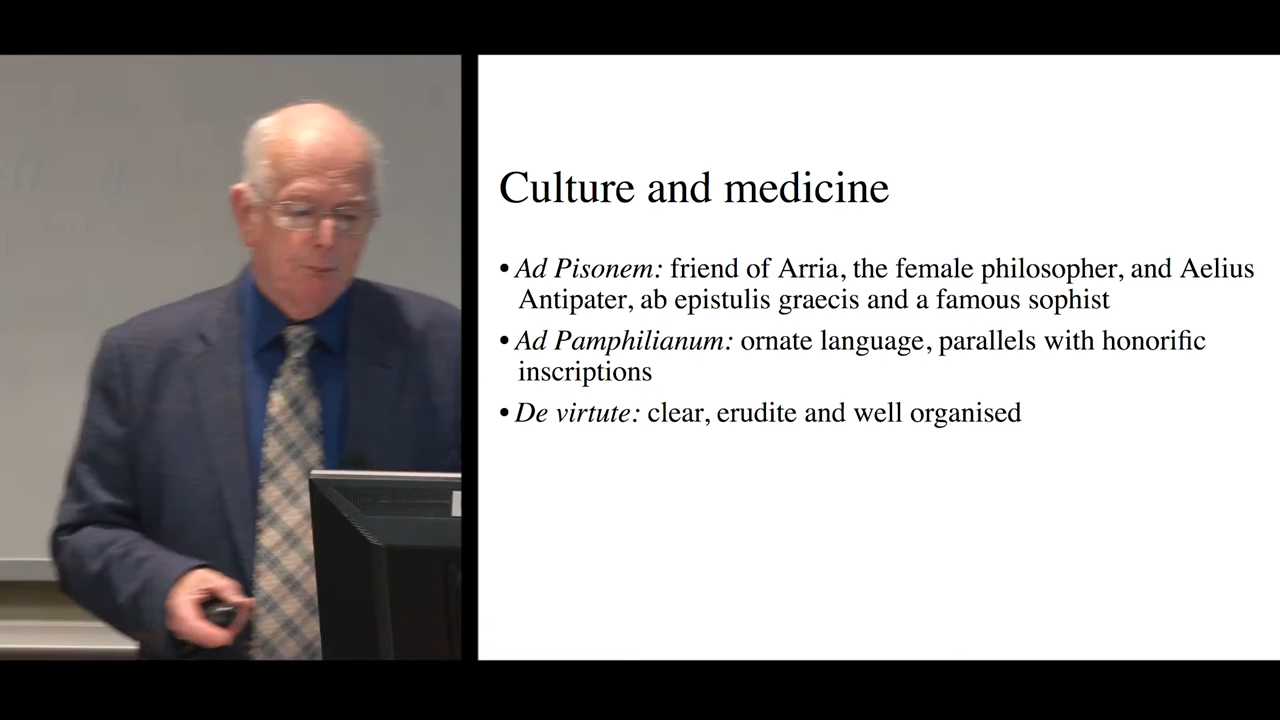 Culture and medicine
• Ad Pisonem: friend of Arria, the female philosopher, and Aelius
Antipater, ab epistulis graecis and a famous sophist
• Ad Pamphilianum: ornate language, parallels with honorific
inscriptions
• De virtute: clear, erudite and well organised